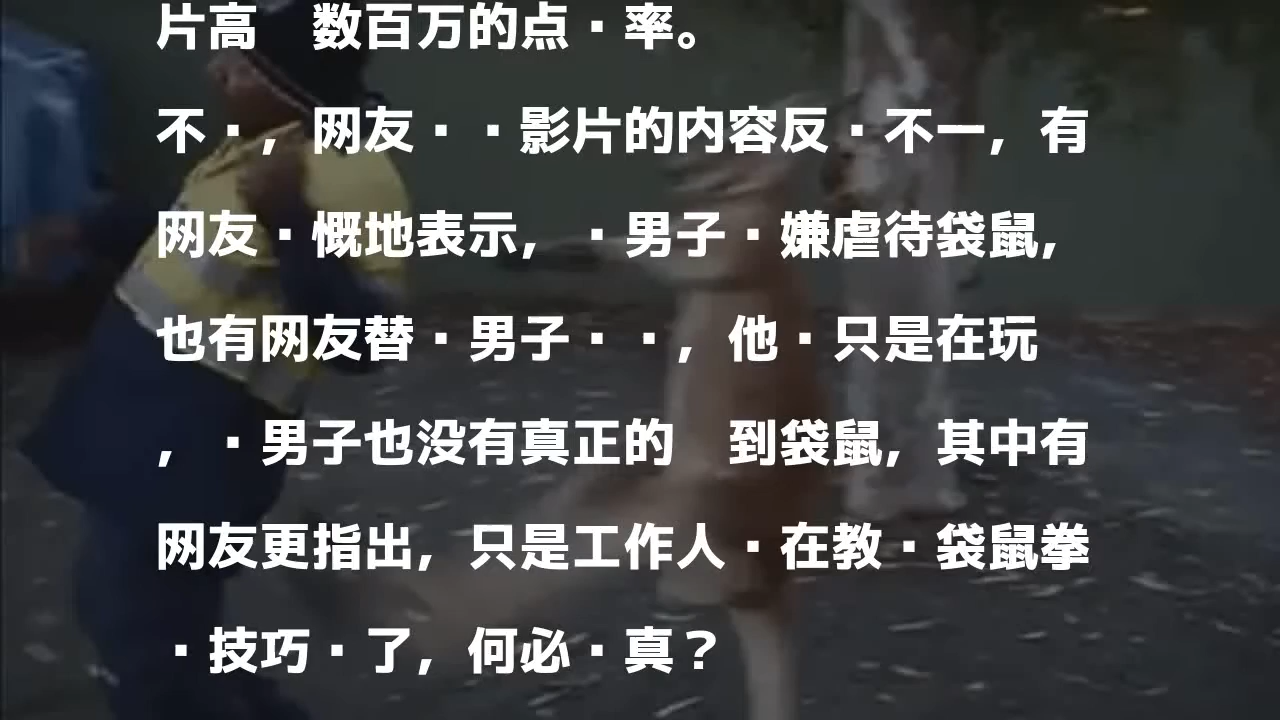 片高　数百万的点·率。
不·，网友··影片的内容反·不一，有
网友·慨地表示，·男子·嫌虐待袋鼠，
也有网友替·男子··，他·只是在玩
，·男子也没有真正的　到袋鼠，其中有
网友更指出，只是工作人·在教·袋鼠拳
·技巧·了，何必·真？